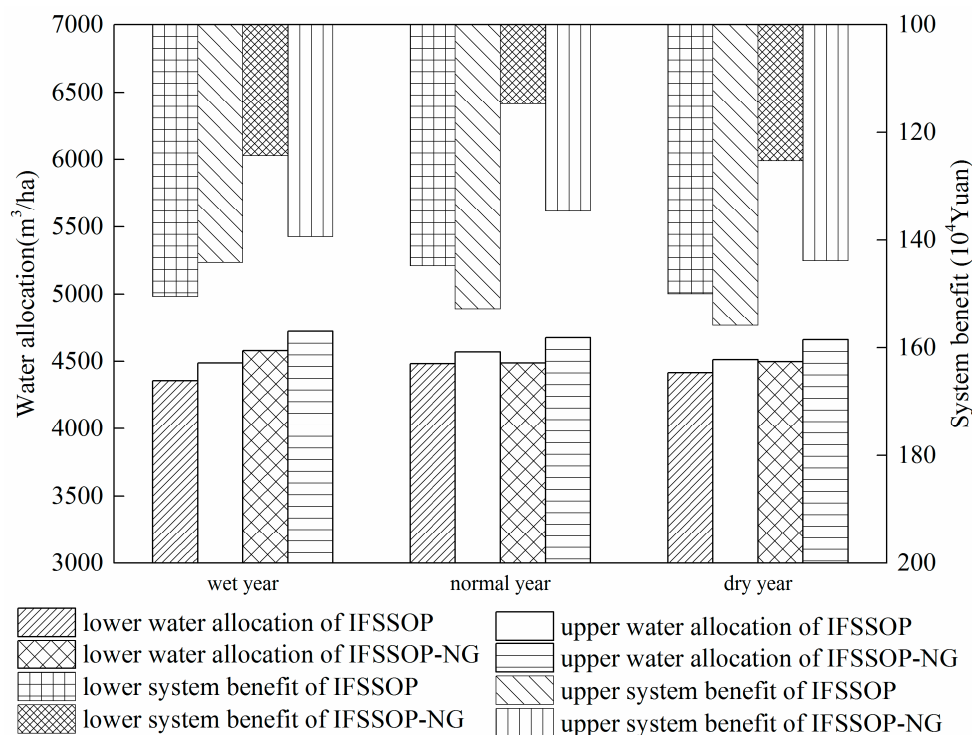 7000
6500
6000
5500
5000
4500
4000
3500
3000
Water allocation(m³/ha)
100
120
140
160
180
200
System benefit (10⁴Yuan)
wet year
normal year
dry year
lower water allocation of IFSSOP
lower water allocation of IFSSOP-NG
lower system benefit of IFSSOP
lower system benefit of IFSSOP-NG
upper water allocation of IFSSOP
upper water allocation of IFSSOP-NG
upper system benefit of IFSSOP
upper system benefit of IFSSOP-NG